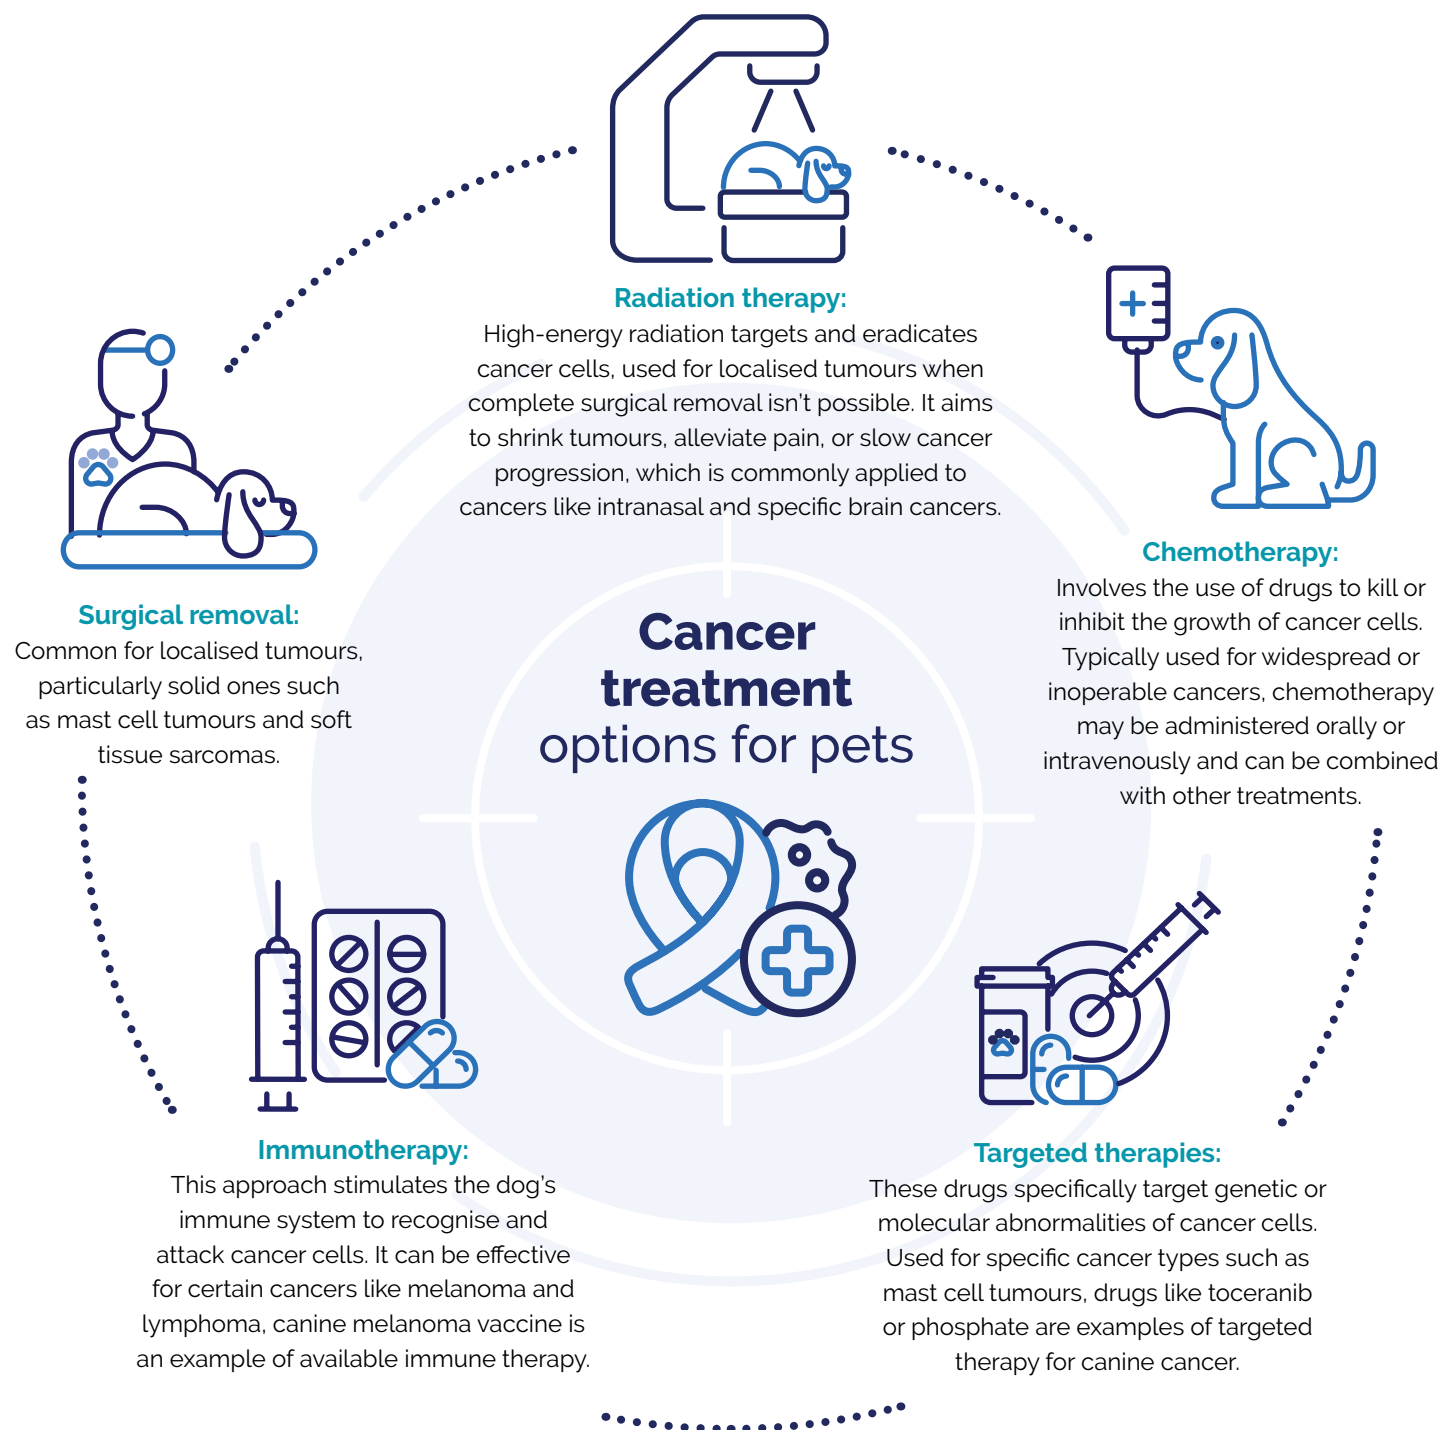 Radiation therapy:
High-energy radiation targets and eradicates
cancer cells, used for localised tumours when
complete surgical removal isn't possible. It aims
to shrink tumours, alleviate pain, or slow cancer
progression, which is commonly applied to
cancers like intranasal and specific brain cancers.
Chemotherapy:
Involves the use of drugs to kill or
inhibit the growth of cancer cells.
Typically used for widespread or
inoperable cancers, chemotherapy
may be administered orally or
intravenously and can be combined
with other treatments.
Surgical removal:
Common for localised tumours,
particularly solid ones such
as mast cell tumours and soft
tissue sarcomas.
Cancer
treatment
options for pets
Immunotherapy:
This approach stimulates the dog's
immune system to recognise and
attack cancer cells. It can be effective
for certain cancers like melanoma and
lymphoma, canine melanoma vaccine is
an example of available immune therapy.
Targeted therapies:
These drugs specifically target genetic or
molecular abnormalities of cancer cells.
Used for specific cancer types such as
mast cell tumours, drugs like toceranib
or phosphate are examples of targeted
therapy for canine cancer.